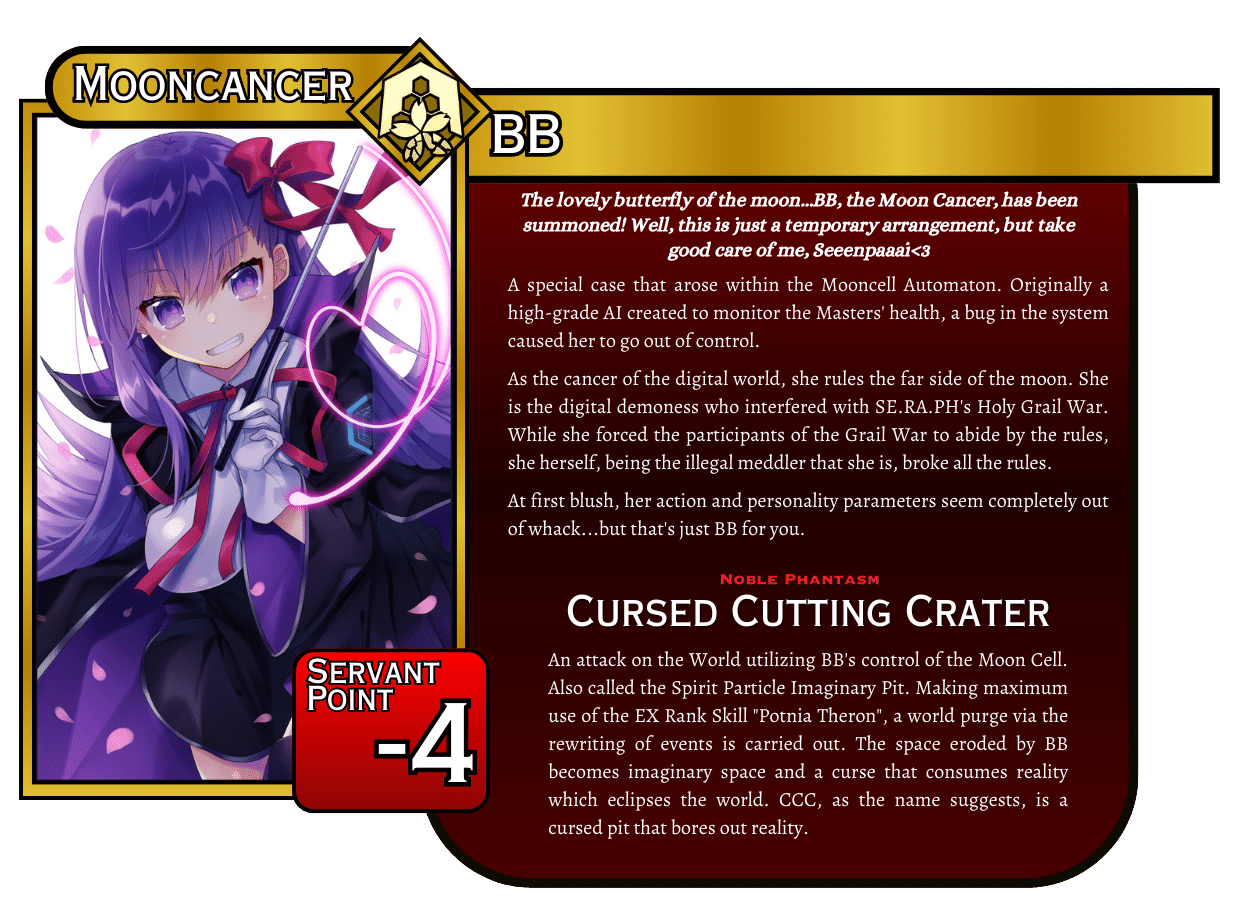 MOONCANCER
BB
The lovely butterfly of the moon...BB, the Moon Cancer, has been
summoned! Well, this is just a temporary arrangement, but take
good care of me, Seeenpaaai<3
A special case that arose within the Mooncell Automaton. Originally a
high-grade AI created to monitor the Masters' health, a bug in the system
caused her to go out of control.
As the cancer of the digital world, she rules the far side of the moon. She
is the digital demoness who interfered with SE.RA.PH's Holy Grail War.
While she forced the participants of the Grail War to abide by the rules,
she herself, being the illegal meddler that she is, broke all the rules.
At first blush, her action and personality parameters seem completely out
of whack...but that's just BB for you.
NOBLE PHANTASM
CURSED CUTTING CRATER
An attack on the World utilizing BB's control of the Moon Cell.
Also called the Spirit Particle Imaginary Pit. Making maximum
use of the EX Rank Skill "Potnia Theron", a world purge via the
rewriting of events is carried out. The space eroded by BB
becomes imaginary space and a curse that consumes reality
which eclipses the world. CCC, as the name suggests, is a
cursed pit that bores out reality.
SERVANT
POINT
-4